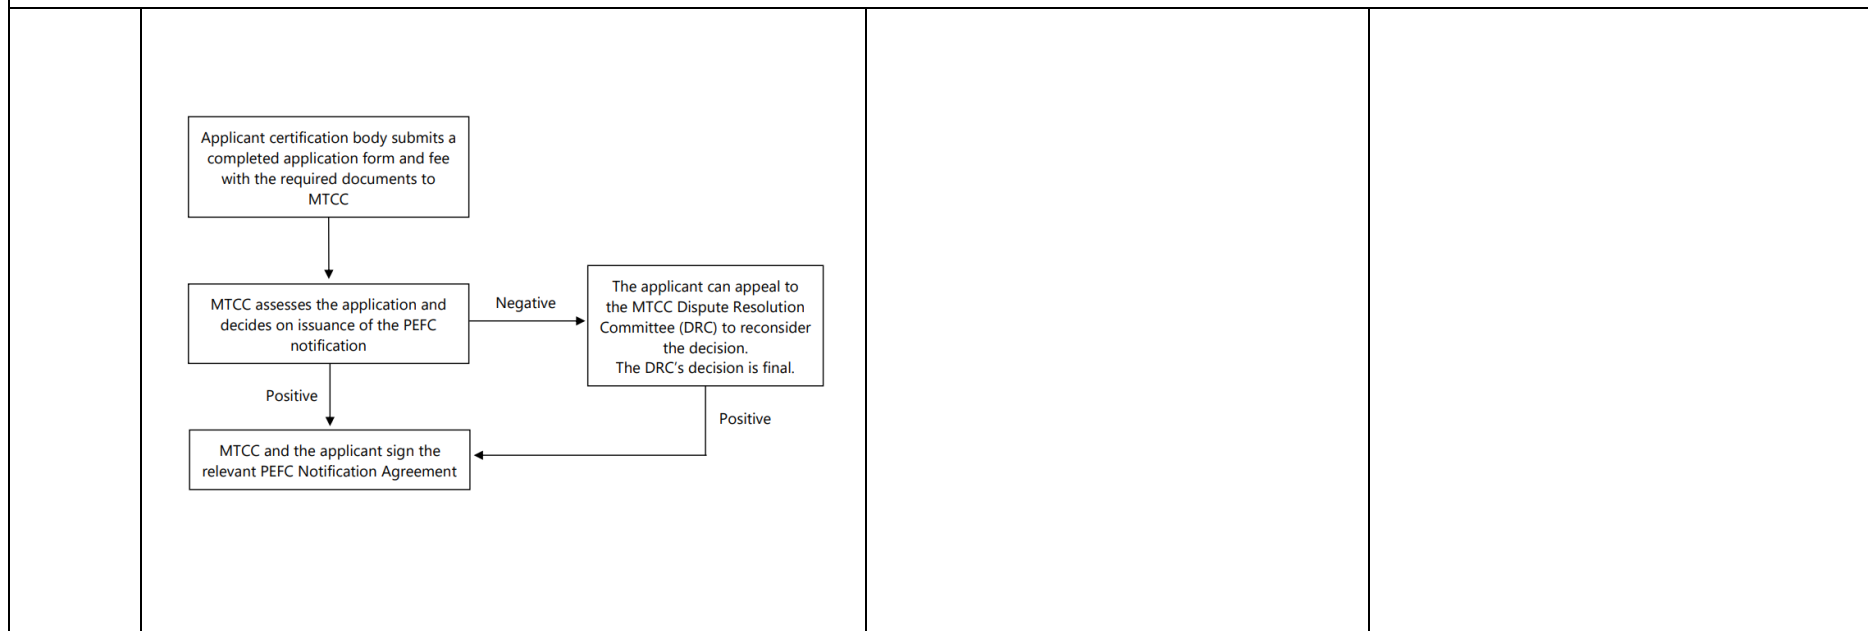 Applicant certification body submits a
completed application form and fee
with the required documents to
MTCC
MTCC assesses the application and
decides on issuance of the PEFC
notification
Negative
The applicant can appeal to
the MTCC Dispute Resolution
Committee (DRC) to reconsider
the decision.
The DRC’s decision is final.
Positive
Positive
MTCC and the applicant sign the
relevant PEFC Notification Agreement